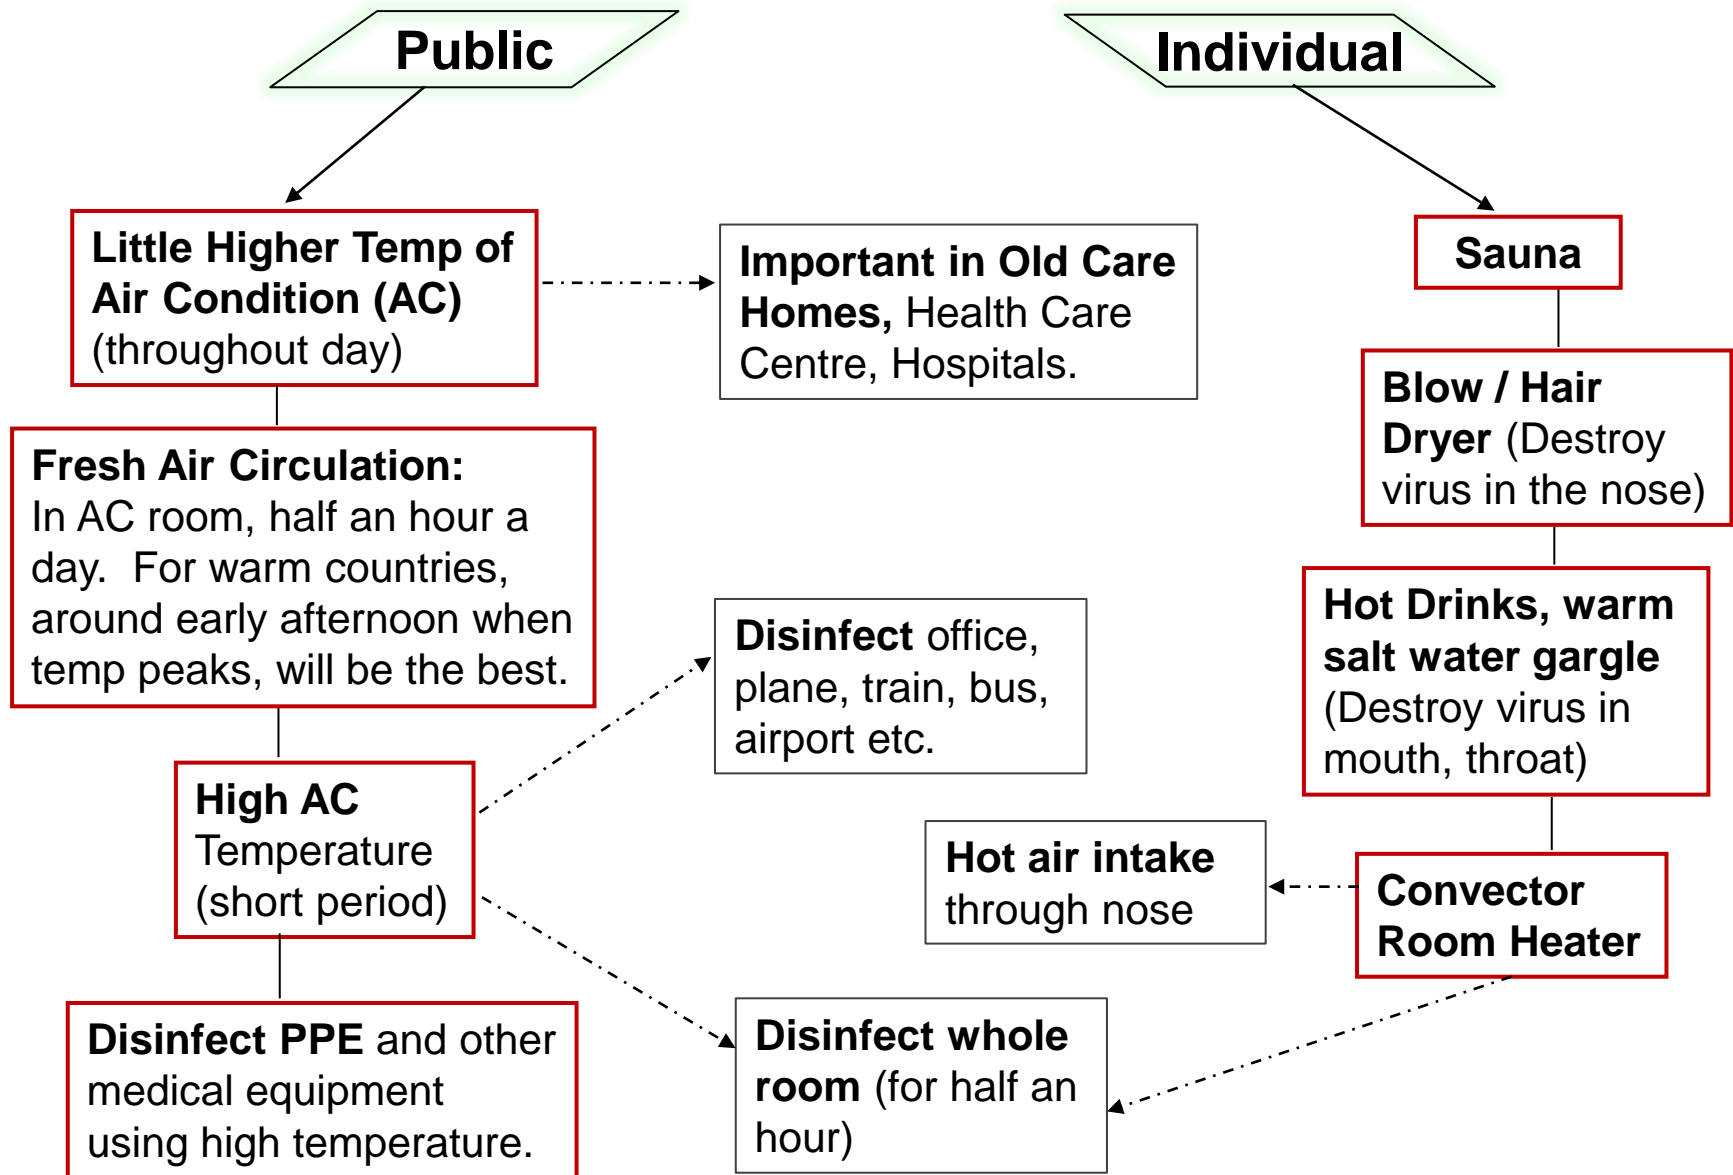 Public
Individual
Little Higher Temp of
Air Condition (AC)
(throughout day)
Important in Old Care
Homes, Health Care
Centre, Hospitals.
Sauna
Blow / Hair
Dryer (Destroy
virus in the nose)
Fresh Air Circulation:
In AC room, half an hour a
day. For warm countries,
around early afternoon when
temp peaks, will be the best.
Disinfect office,
plane, train, bus,
airport etc.
Hot Drinks, warm
salt water gargle
(Destroy virus in
mouth, throat)
High AC
Temperature
(short period)
Hot air intake
through nose
Convector
Room Heater
Disinfect PPE and other
medical equipment
using high temperature.
Disinfect whole
room (for half an
hour)